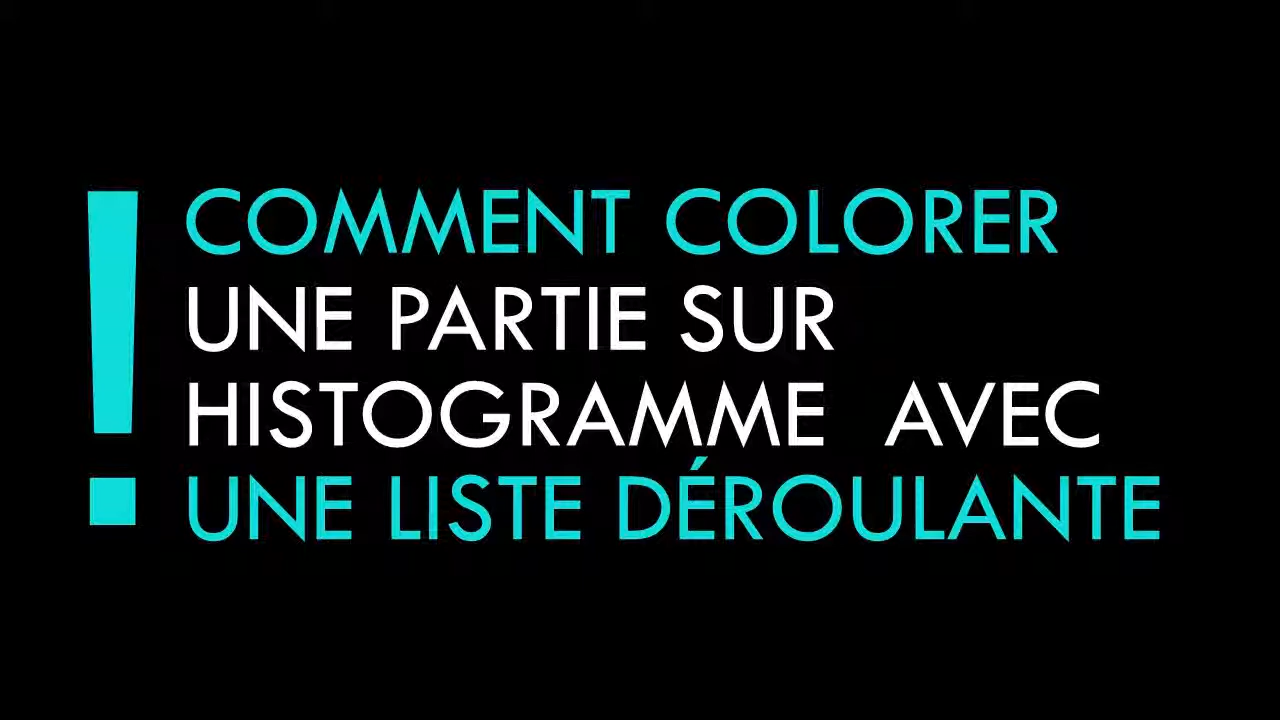 ! COMMENT COLORER
UNE PARTIE SUR
HISTOGRAMME  AVEC
UNE LISTE DÉROULANTE